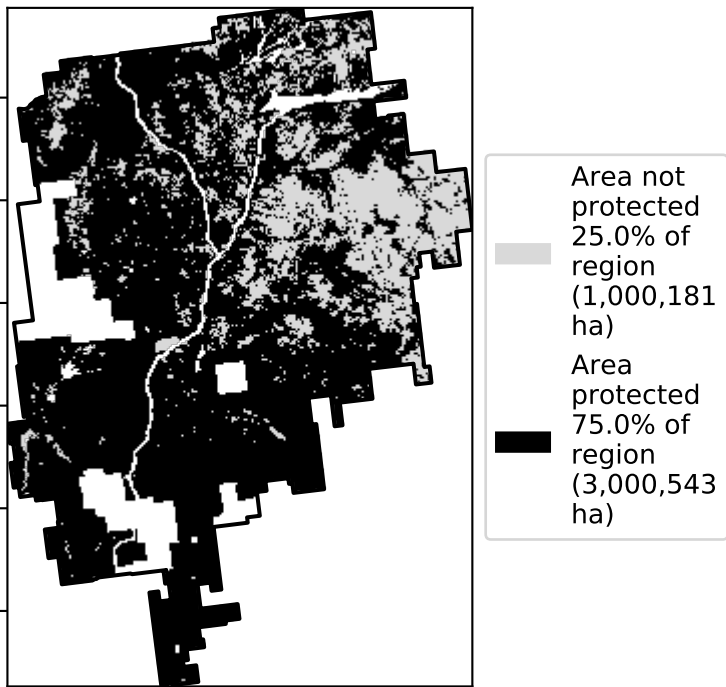 Area not
protected
25.0% of
region
(1,000,181
ha)
Area
protected
75.0% of
region
(3,000,543
ha)